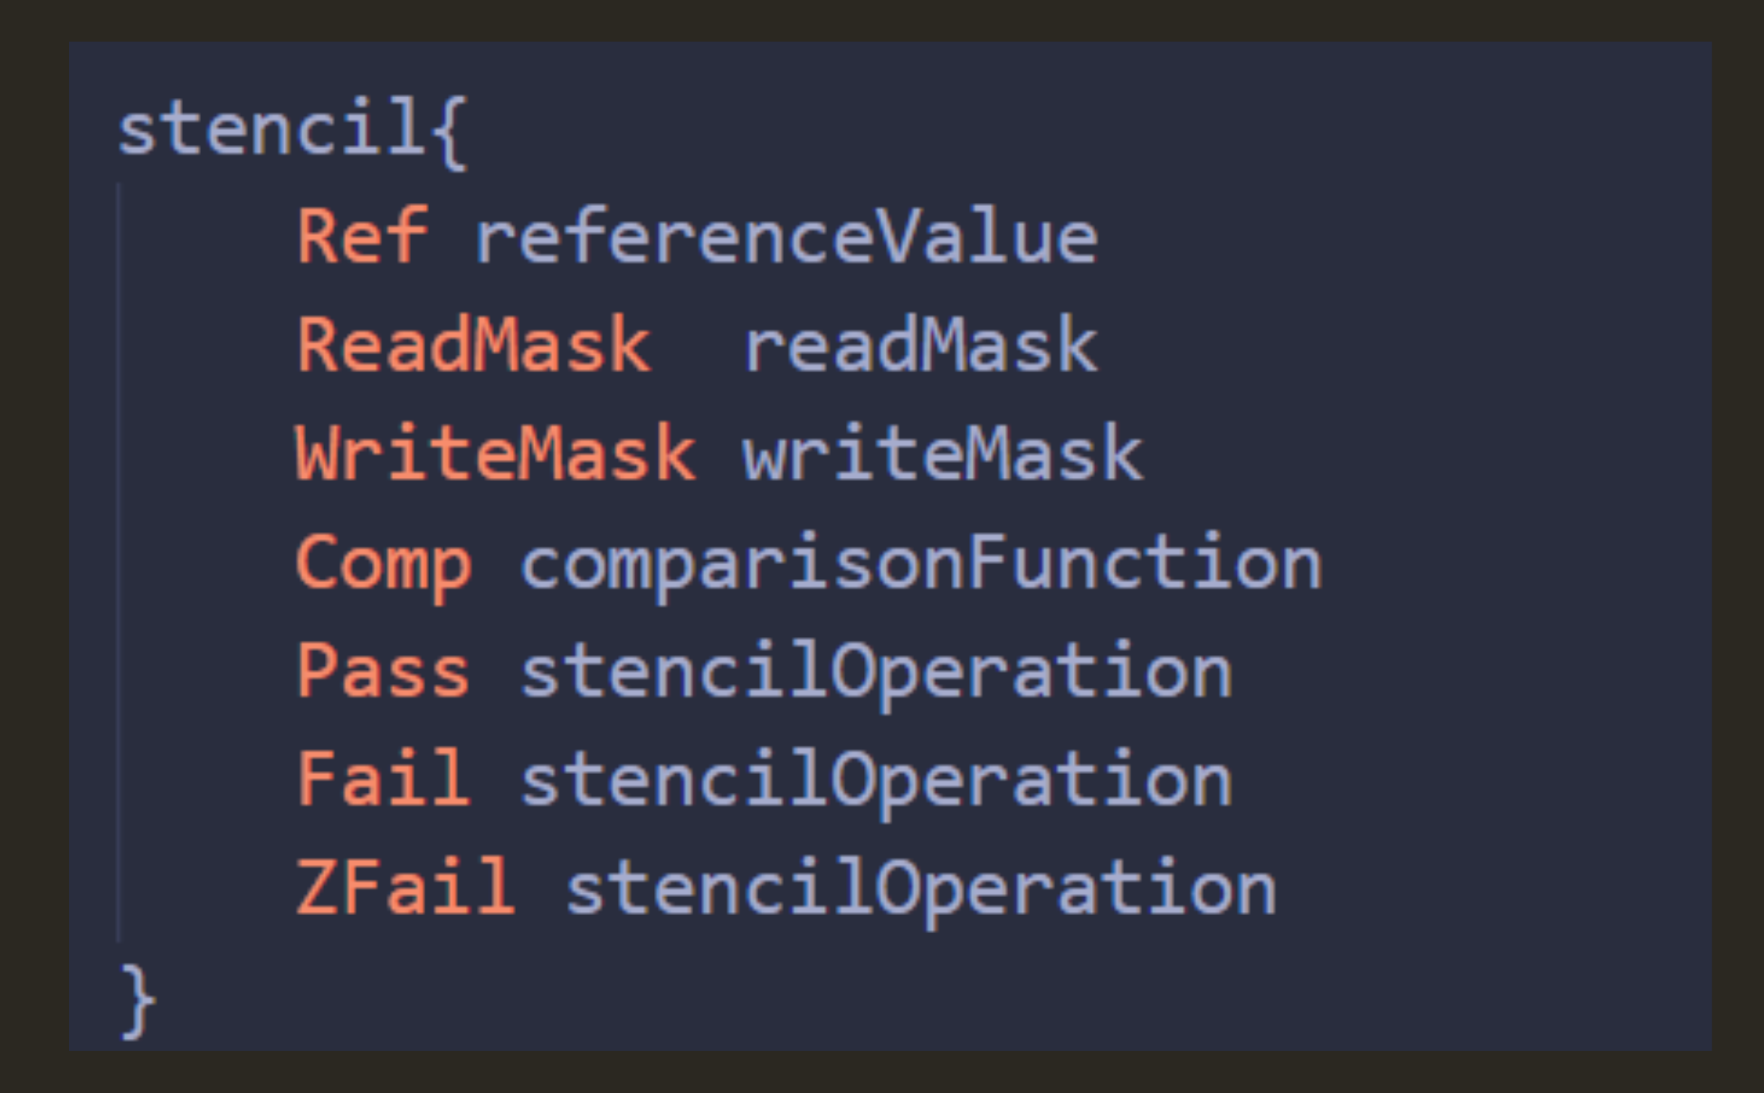 stencil{
    Ref referenceValue
    ReadMask  readMask
    WriteMask writeMask
    Comp comparisonFunction
    Pass stencilOperation
    Fail stencilOperation
    ZFail stencilOperation
}